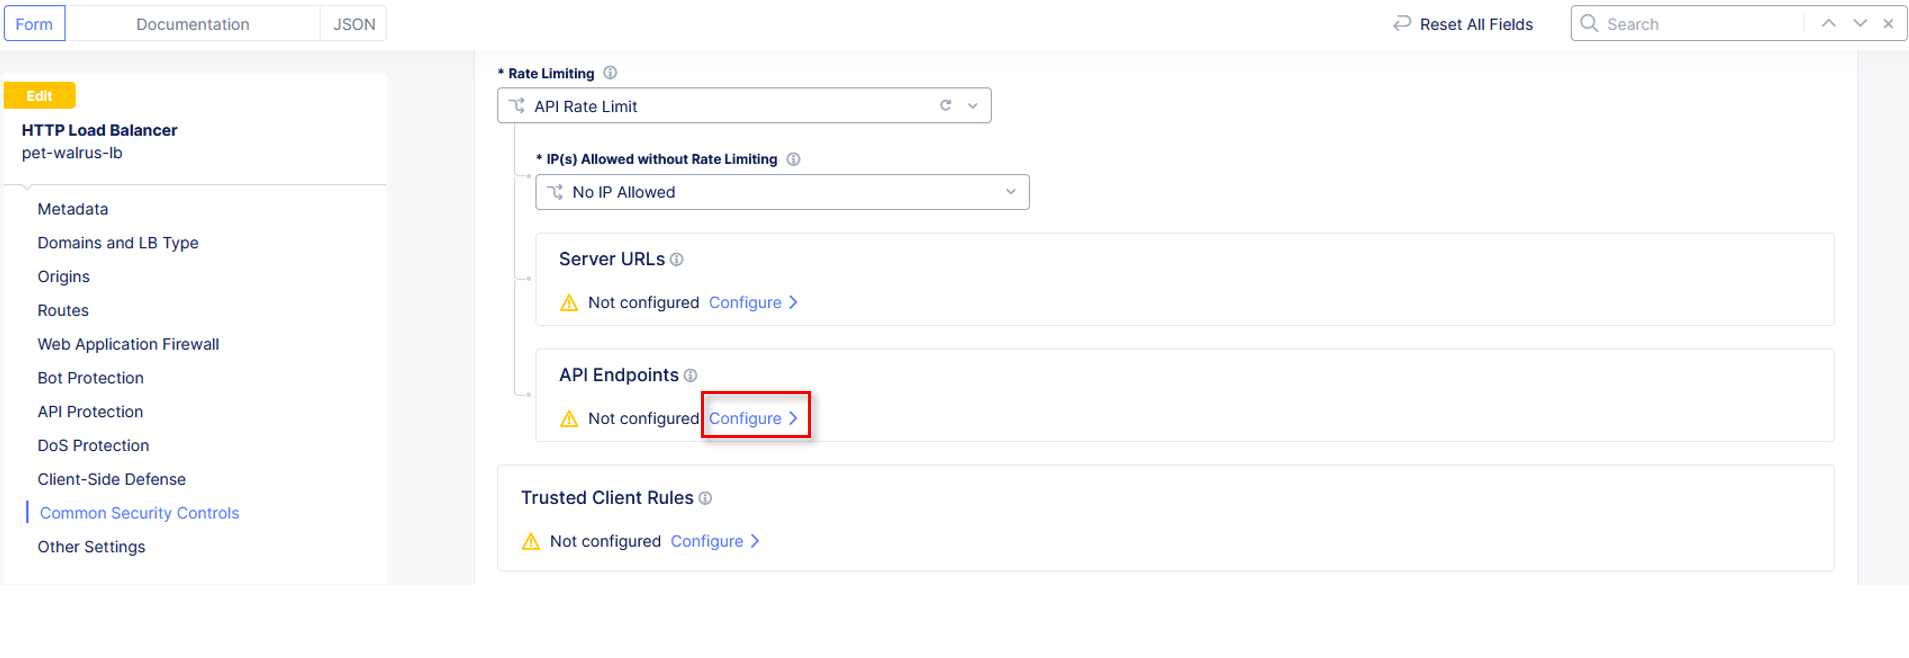 Form
Documentation
JSON
Reset All Fields
Search
Edit
HTTP Load Balancer
pet-walrus-lb
Metadata
Domains and LB Type
Origins
Routes
Web Application Firewall
Bot Protection
API Protection
DoS Protection
Client-Side Defense
Common Security Controls
Other Settings
* Rate Limiting
API Rate Limit
* IP(s) Allowed without Rate Limiting
No IP Allowed
Server URLs
Not configured Configure
API Endpoints
Not configured Configure
Trusted Client Rules
Not configured Configure